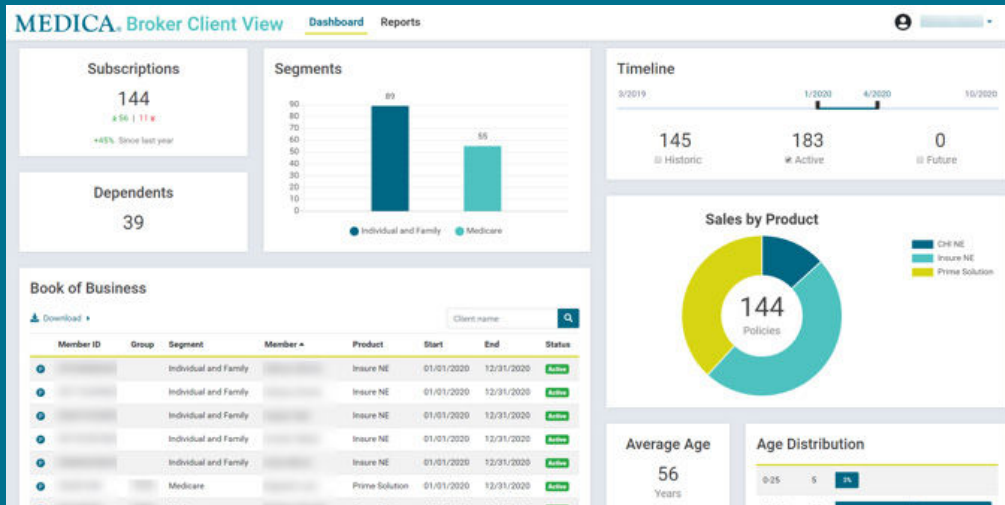 MEDICA® Broker Client View Dashboard Reports
Subscriptions
144
56 | 11
+45% Since last year
Dependents
39
Segments
89
55
90
80
70
60
50
40
30
20
10
0
Individual and Family Medicare
Timeline
3/2019 1/2020 4/2020 10/2020
145 183 0
Historic Active Future
Sales by Product
CHI NE
Insure NE
Prime Solution
144
Policies
Book of Business
Download
Client name
Member ID Group Segment Member Product Start End Status
Individual and Family Insure NE 01/01/2020 12/31/2020 Active
Individual and Family Insure NE 01/01/2020 12/31/2020 Active
Individual and Family Insure NE 01/01/2020 12/31/2020 Active
Individual and Family Insure NE 01/01/2020 12/31/2020 Active
Individual and Family Insure NE 01/01/2020 12/31/2020 Active
Medicare Prime Solution 01/01/2020 12/31/2020 Active
Average Age
56
Years
Age Distribution
0-25 5 3%